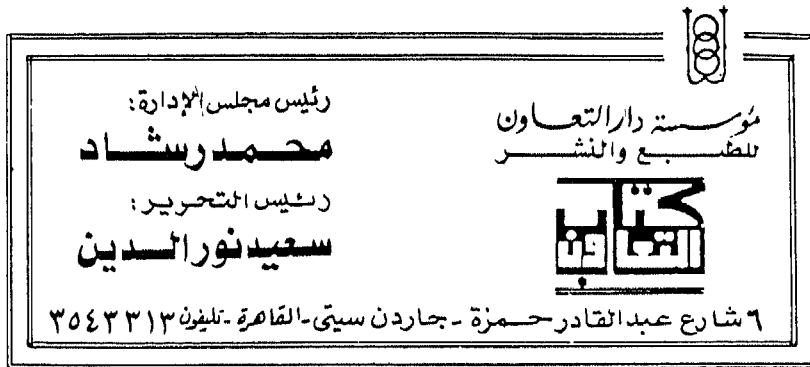 مؤسسة دار التعاون
للطبع والنشر
كتاب
التعاون
رئيس مجلس الإدارة:
محمد رشاد
رئيس التحرير:
سعيد نور الدين
٦ شارع عبد القادر حمزة - جاردن سيتى - القاهرة - تليفون ٣٥٤٣٣١٣